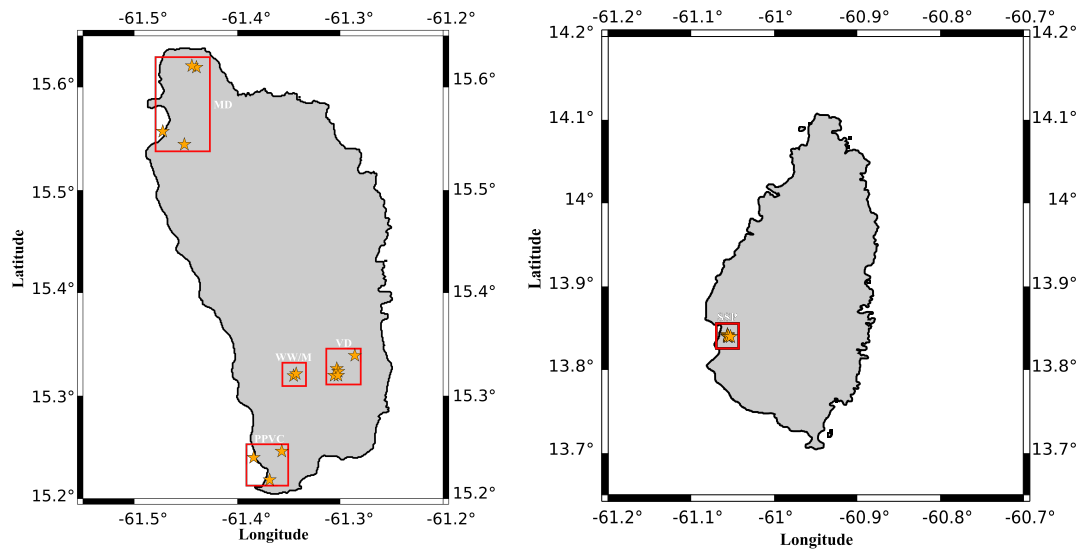 -61.5° -61.4° -61.3° -61.2°
15.6° 15.6°
MD
15.5° 15.5°
Latitude
15.4° 15.4°
VD
WW/M
15.3° 15.3°
PPVC
15.2° 15.2°
-61.5° -61.4° -61.3° -61.2°
Longitude
-61.2° -61.1° -61° -60.9° -60.8° -60.7°
14.2° 14.2°
14.1° 14.1°
14° 14°
Latitude
13.9° 13.9°
SSP
13.8° 13.8°
13.7° 13.7°
-61.2° -61.1° -61° -60.9° -60.8° -60.7°
Longitude